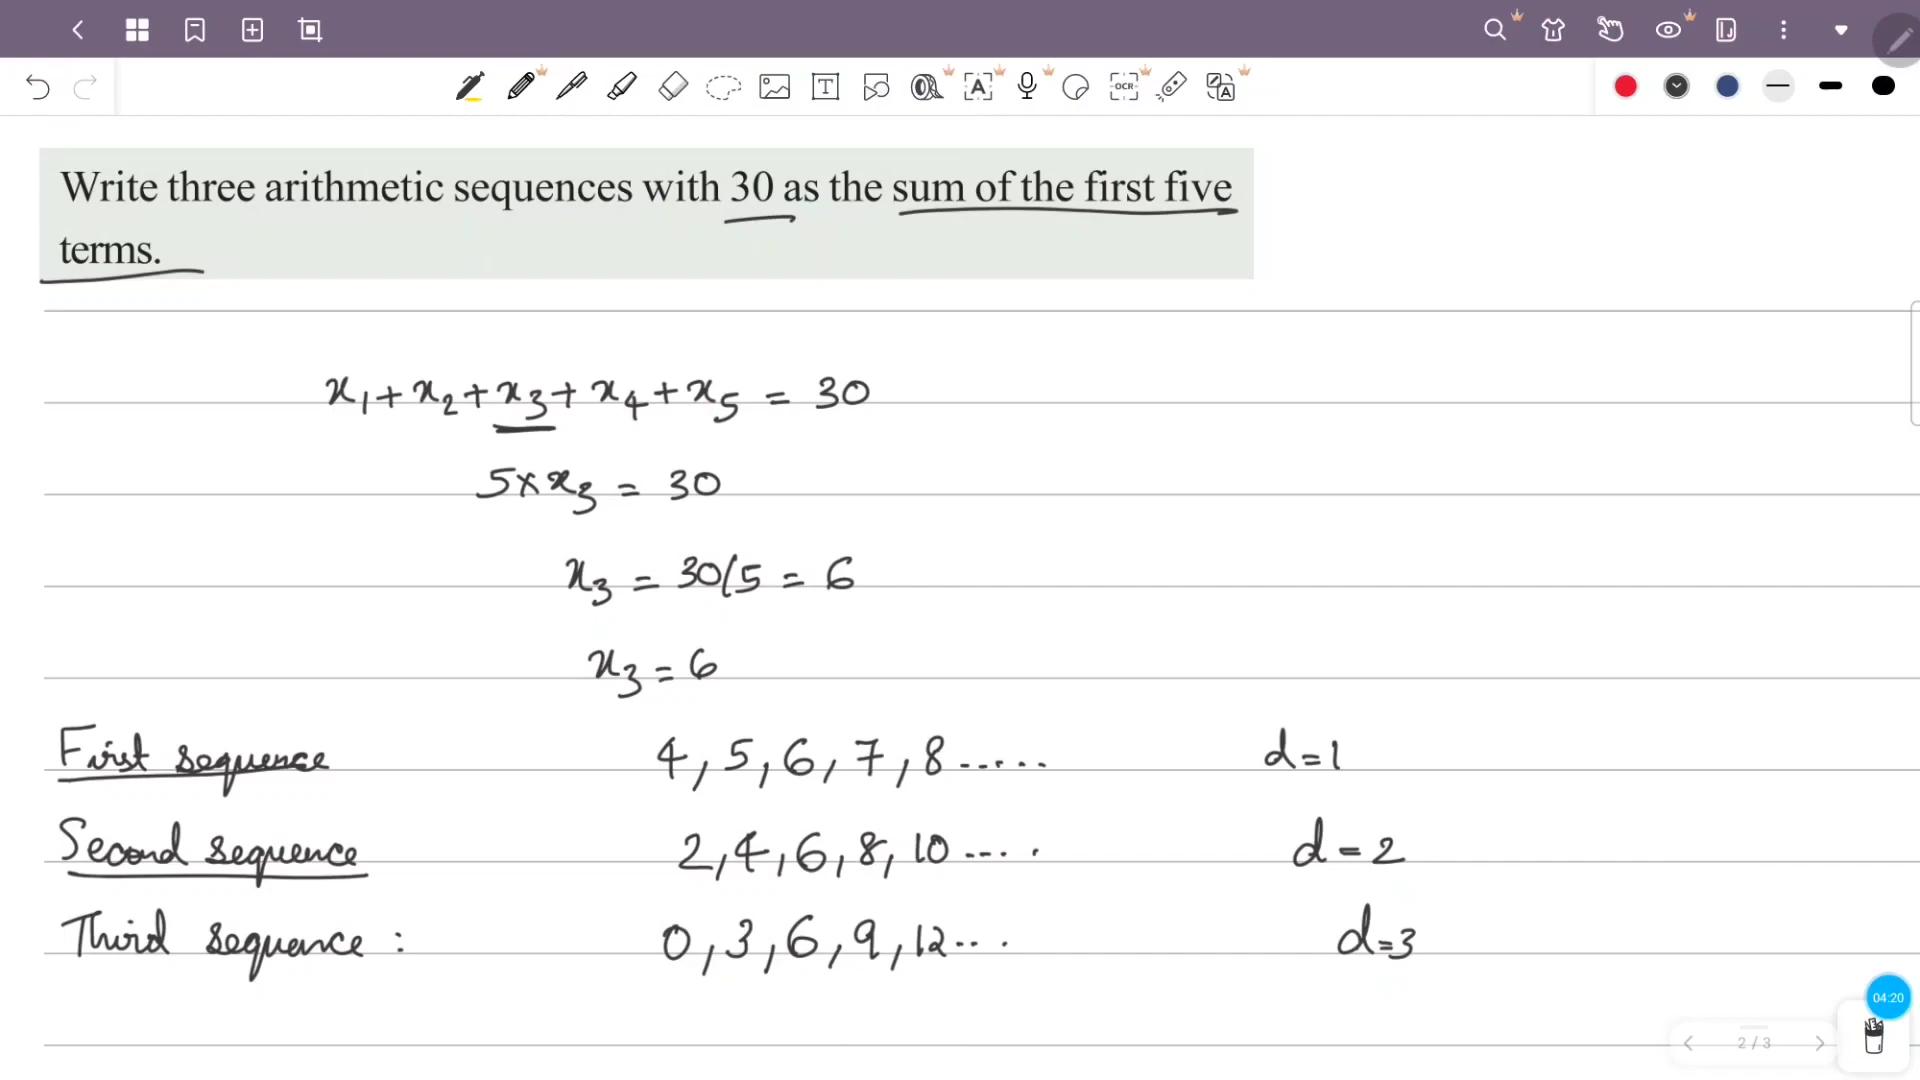 Write three arithmetic sequences with 30 as the sum of the first five
terms.
x₁ + x₂ + x₃ + x₄ + x₅ = 30
5 × x₃ = 30
x₃ = 30/5 = 6
x₃ = 6
First sequence 4, 5, 6, 7, 8 ..... d=1
Second sequence 2, 4, 6, 8, 10 ..... d=2
Third sequence : 0, 3, 6, 9, 12... d=3
04:20
2 / 3